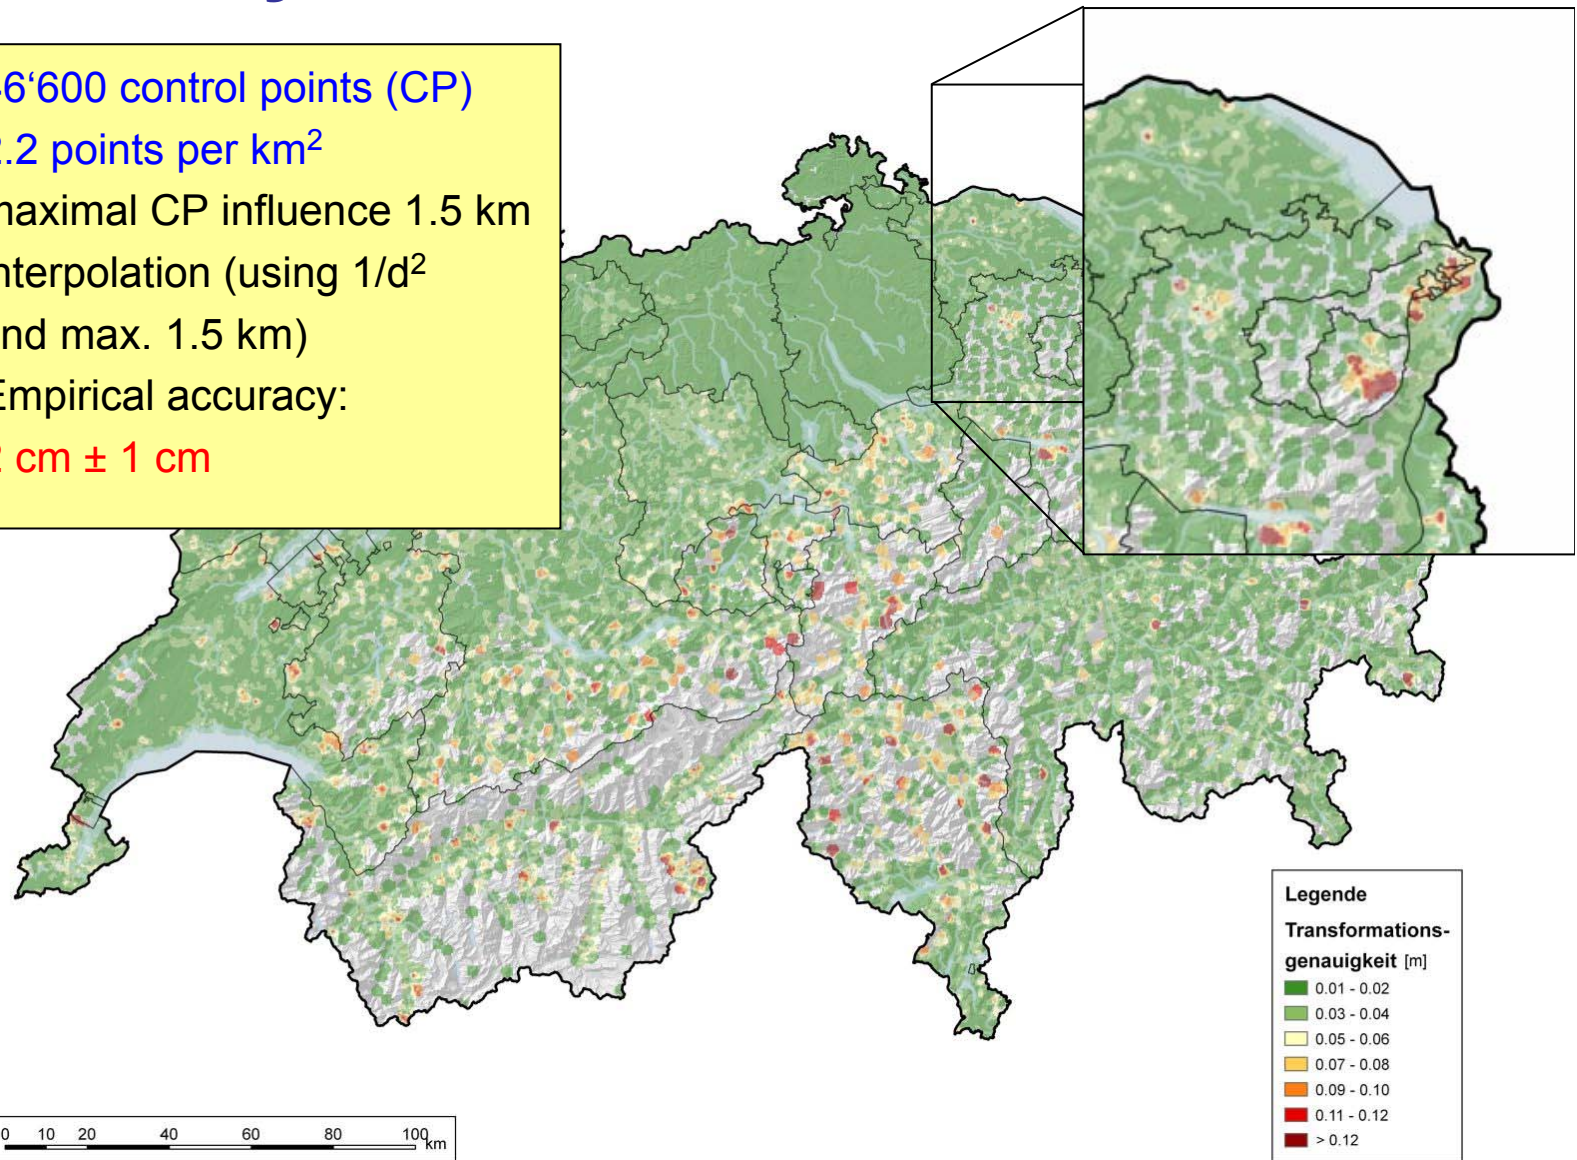 6‘600 control points (CP)
.2 points per km²
maximal CP influence 1.5 km
nterpolation (using 1/d²
nd max. 1.5 km)
Empirical accuracy:
2 cm ± 1 cm
Legende
Transformations-
genauigkeit [m]
0.01 - 0.02
0.03 - 0.04
0.05 - 0.06
0.07 - 0.08
0.09 - 0.10
0.11 - 0.12
> 0.12
0 10 20 40 60 80 100 km